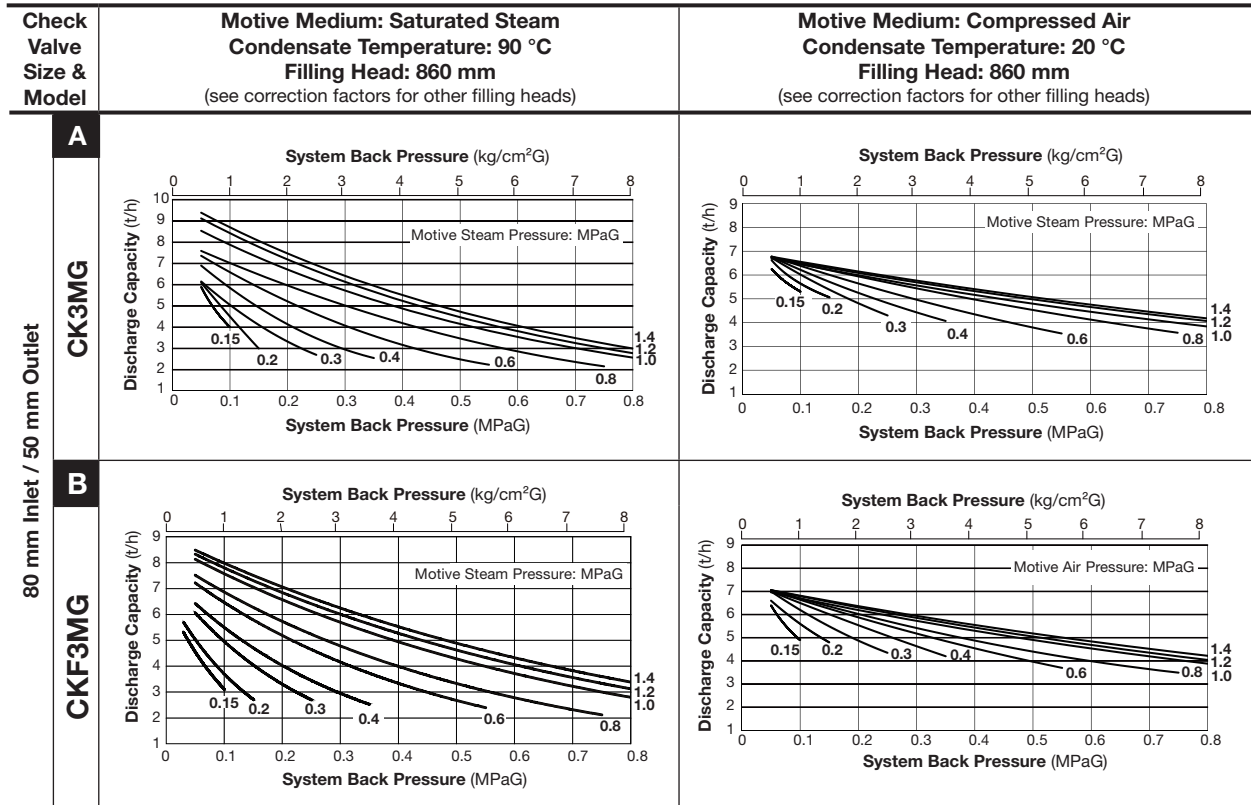 Check
Valve
Size &
Model
Motive Medium: Saturated Steam
Condensate Temperature: 90 °C
Filling Head: 860 mm
(see correction factors for other filling heads)
Motive Medium: Compressed Air
Condensate Temperature: 20 °C
Filling Head: 860 mm
(see correction factors for other filling heads)
80 mm Inlet / 50 mm Outlet
A
CK3MG
System Back Pressure (kg/cm²G)
0 1 2 3 4 5 6 7 8
Discharge Capacity (t/h)
10
9
8
7
6
5
4
3
2
1
Motive Steam Pressure: MPaG
0.15
0.2
0.3
0.4
0.6
0.8
1.4
1.2
1.0
0 0.1 0.2 0.3 0.4 0.5 0.6 0.7 0.8
System Back Pressure (MPaG)
System Back Pressure (kg/cm²G)
0 1 2 3 4 5 6 7 8
Discharge Capacity (t/h)
9
8
7
6
5
4
3
2
1
Motive Steam Pressure: MPaG
0.15
0.2
0.3
0.4
0.6
0.8
1.4
1.2
1.0
0 0.1 0.2 0.3 0.4 0.5 0.6 0.7 0.8
System Back Pressure (MPaG)
B
CKF3MG
System Back Pressure (kg/cm²G)
0 1 2 3 4 5 6 7 8
Discharge Capacity (t/h)
9
8
7
6
5
4
3
2
1
Motive Steam Pressure: MPaG
0.15
0.2
0.3
0.4
0.6
0.8
1.4
1.2
1.0
0 0.1 0.2 0.3 0.4 0.5 0.6 0.7 0.8
System Back Pressure (MPaG)
System Back Pressure (kg/cm²G)
0 1 2 3 4 5 6 7 8
Discharge Capacity (t/h)
9
8
7
6
5
4
3
2
1
Motive Air Pressure: MPaG
0.15
0.2
0.3
0.4
0.6
0.8
1.4
1.2
1.0
0 0.1 0.2 0.3 0.4 0.5 0.6 0.7 0.8
System Back Pressure (MPaG)